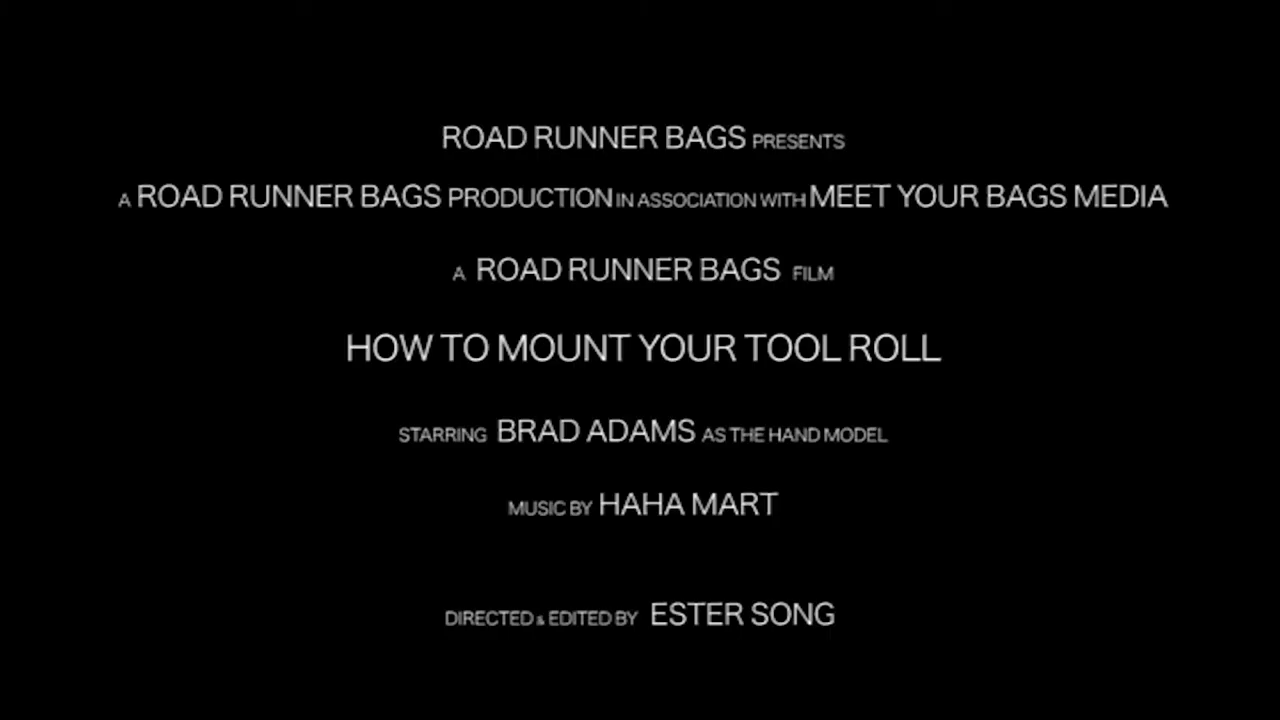 ROAD RUNNER BAGS PRESENTS
A ROAD RUNNER BAGS PRODUCTION IN ASSOCIATION WITH MEET YOUR BAGS MEDIA
A ROAD RUNNER BAGS FILM
HOW TO MOUNT YOUR TOOL ROLL
STARRING BRAD ADAMS AS THE HAND MODEL
MUSIC BY HAHA MART
DIRECTED & EDITED BY ESTER SONG